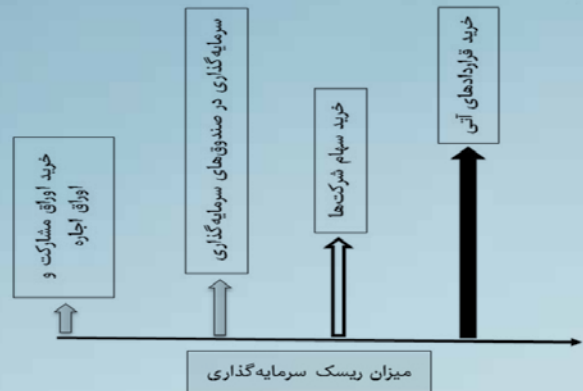 خرید اوراق مشارکت و
اوراق اجاره
سرمایه‌گذاری در صندوق‌های سرمایه‌گذاری
خرید سهام شرکت‌ها
خرید قراردادهای آتی
میزان ریسک سرمایه‌گذاری